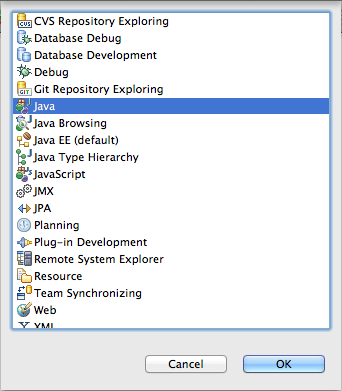 CVS Repository Exploring
Database Debug
Database Development
Debug
Git Repository Exploring
Java
Java Browsing
Java EE (default)
Java Type Hierarchy
JavaScript
JMX
JPA
Planning
Plug-in Development
Remote System Explorer
Resource
Team Synchronizing
Web
XML
Cancel
OK